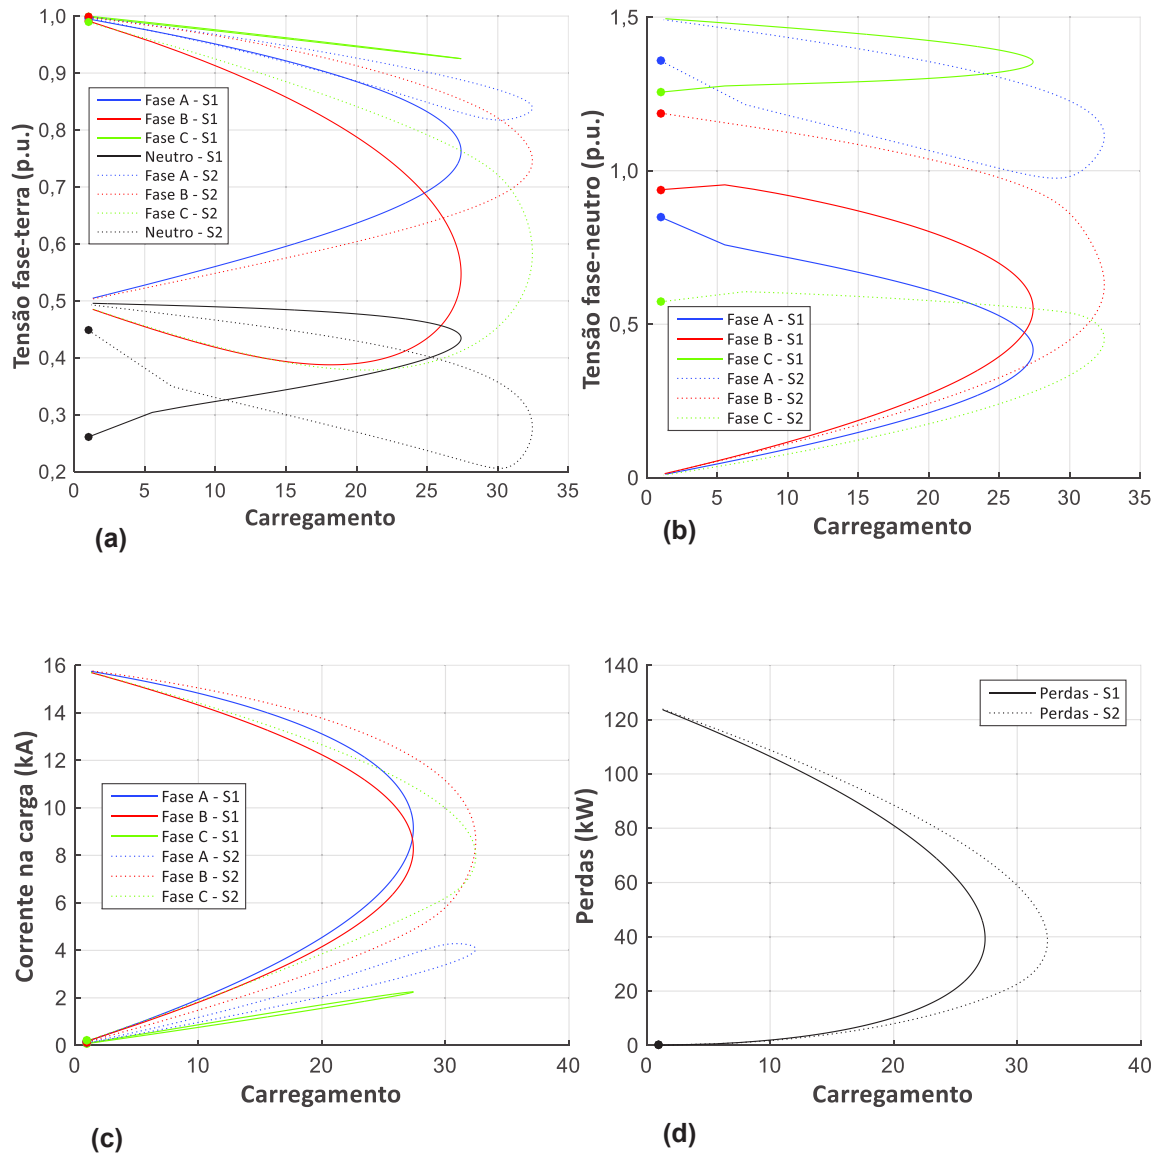 1,0
0,9
0,8
0,7
0,6
0,5
0,4
0,3
0,2
0
5
10
15
20
25
30
35
Tensão fase-terra (p.u.)
Carregamento
Fase A - S1
Fase B - S1
Fase C - S1
Neutro - S1
Fase A - S2
Fase B - S2
Fase C - S2
Neutro - S2
(a)
1,5
1,0
0,5
0
0
5
10
15
20
25
30
35
Tensão fase-neutro (p.u.)
Carregamento
Fase A - S1
Fase B - S1
Fase C - S1
Fase A - S2
Fase B - S2
Fase C - S2
(b)
16
14
12
10
8
6
4
2
0
0
10
20
30
40
Corrente na carga (kA)
Carregamento
Fase A - S1
Fase B - S1
Fase C - S1
Fase A - S2
Fase B - S2
Fase C - S2
(c)
140
120
100
80
60
40
20
0
0
10
20
30
40
Perdas (kW)
Carregamento
Perdas - S1
Perdas - S2
(d)